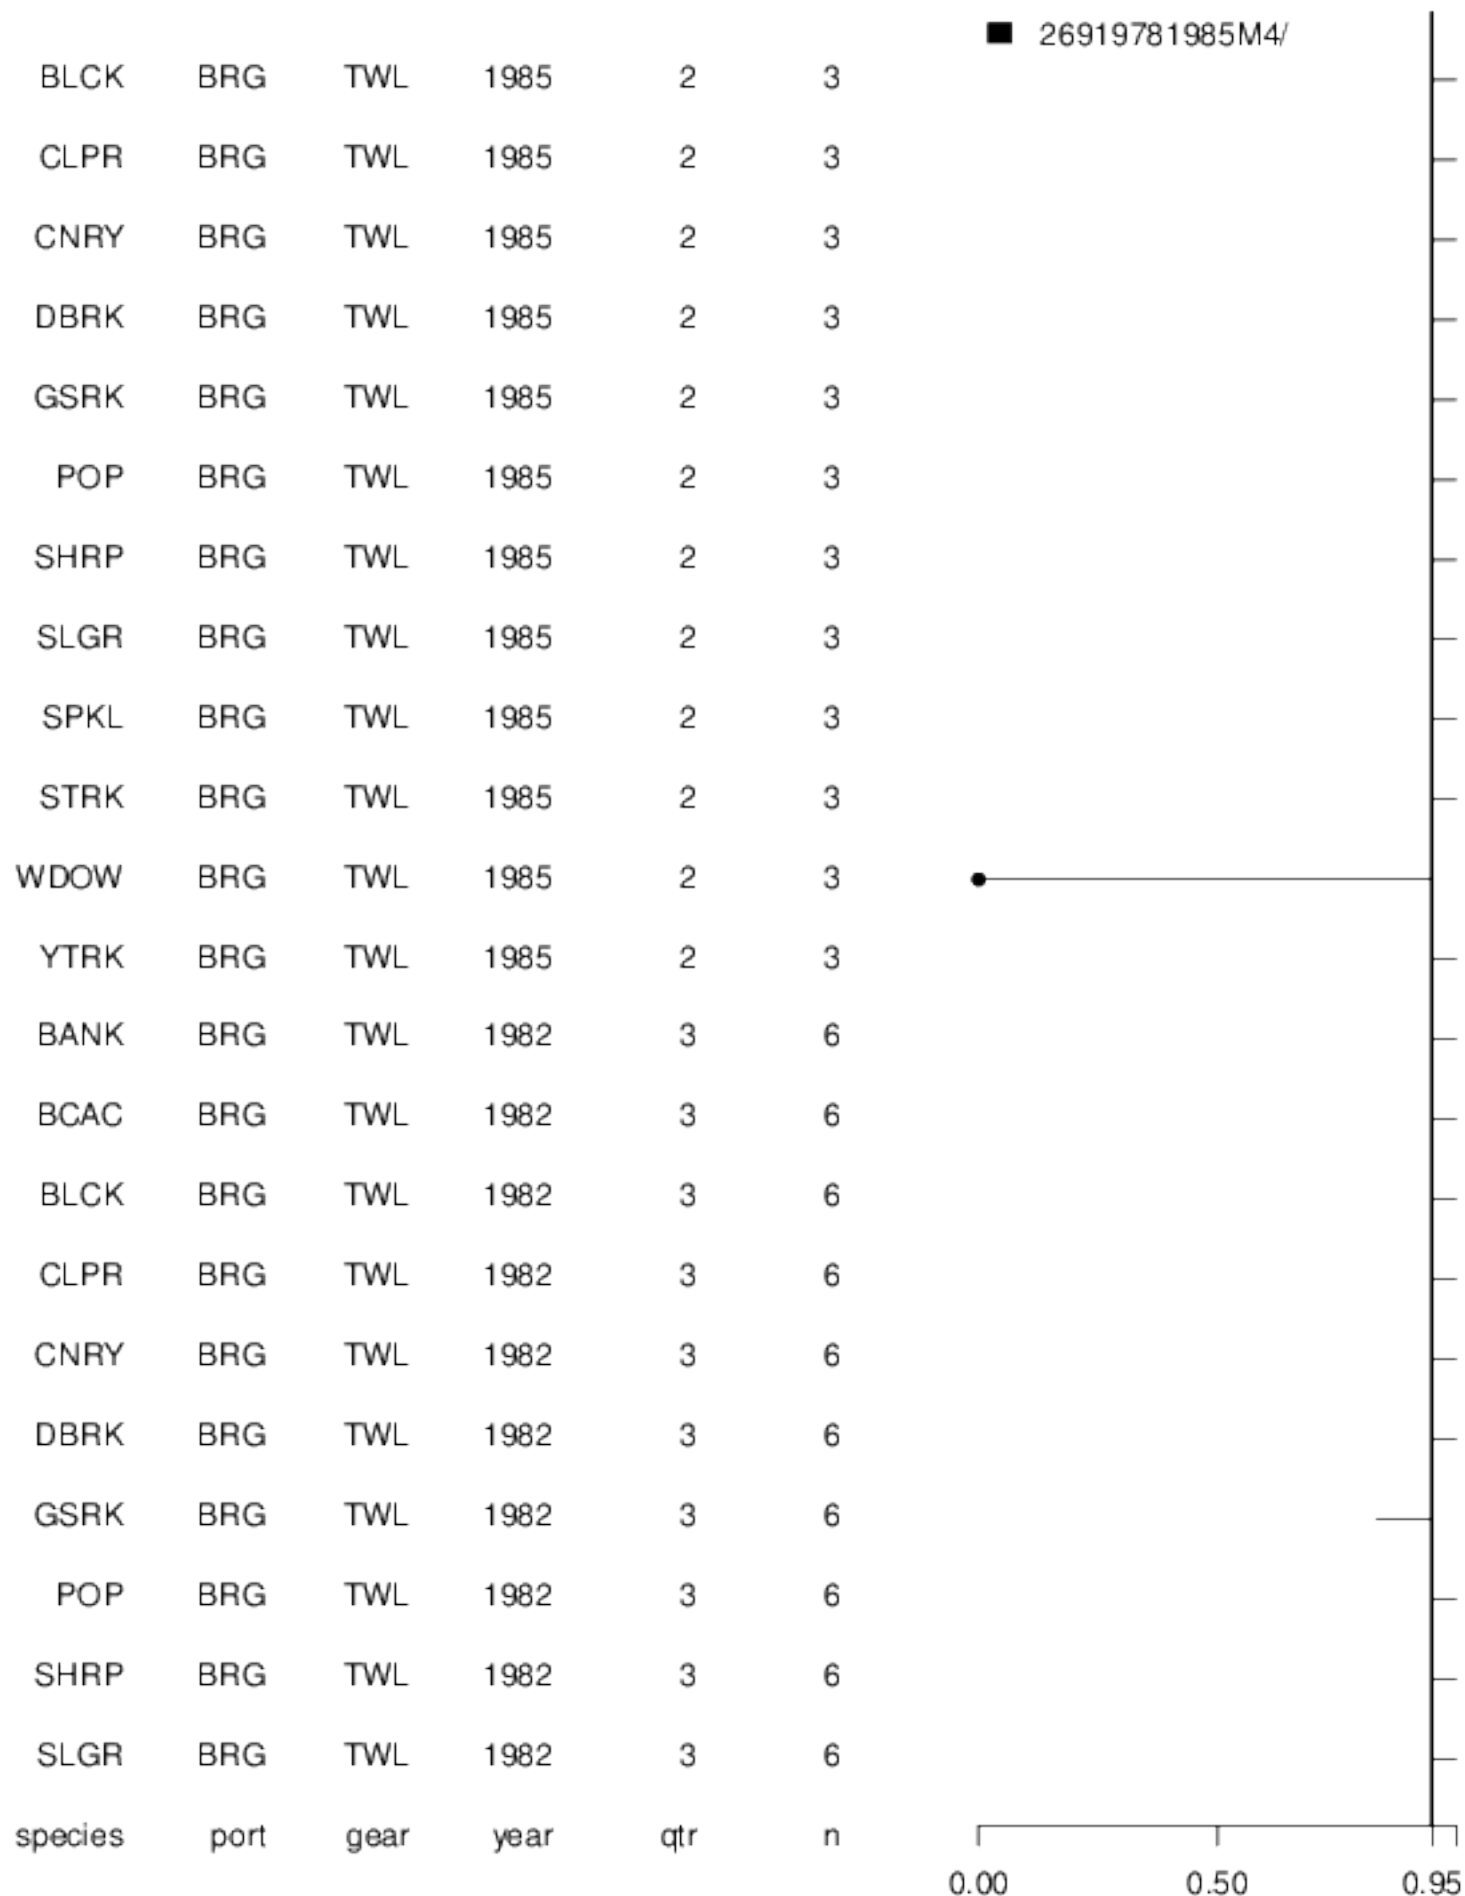 26919781985M4/
BLCK BRG TWL 1985 2 3
CLPR BRG TWL 1985 2 3
CNRY BRG TWL 1985 2 3
DBRK BRG TWL 1985 2 3
GSRK BRG TWL 1985 2 3
POP BRG TWL 1985 2 3
SHRP BRG TWL 1985 2 3
SLGR BRG TWL 1985 2 3
SPKL BRG TWL 1985 2 3
STRK BRG TWL 1985 2 3
WDOW BRG TWL 1985 2 3
YTRK BRG TWL 1985 2 3
BANK BRG TWL 1982 3 6
BCAC BRG TWL 1982 3 6
BLCK BRG TWL 1982 3 6
CLPR BRG TWL 1982 3 6
CNRY BRG TWL 1982 3 6
DBRK BRG TWL 1982 3 6
GSRK BRG TWL 1982 3 6
POP BRG TWL 1982 3 6
SHRP BRG TWL 1982 3 6
SLGR BRG TWL 1982 3 6
species port gear year qtr n
0.00 0.50 0.95